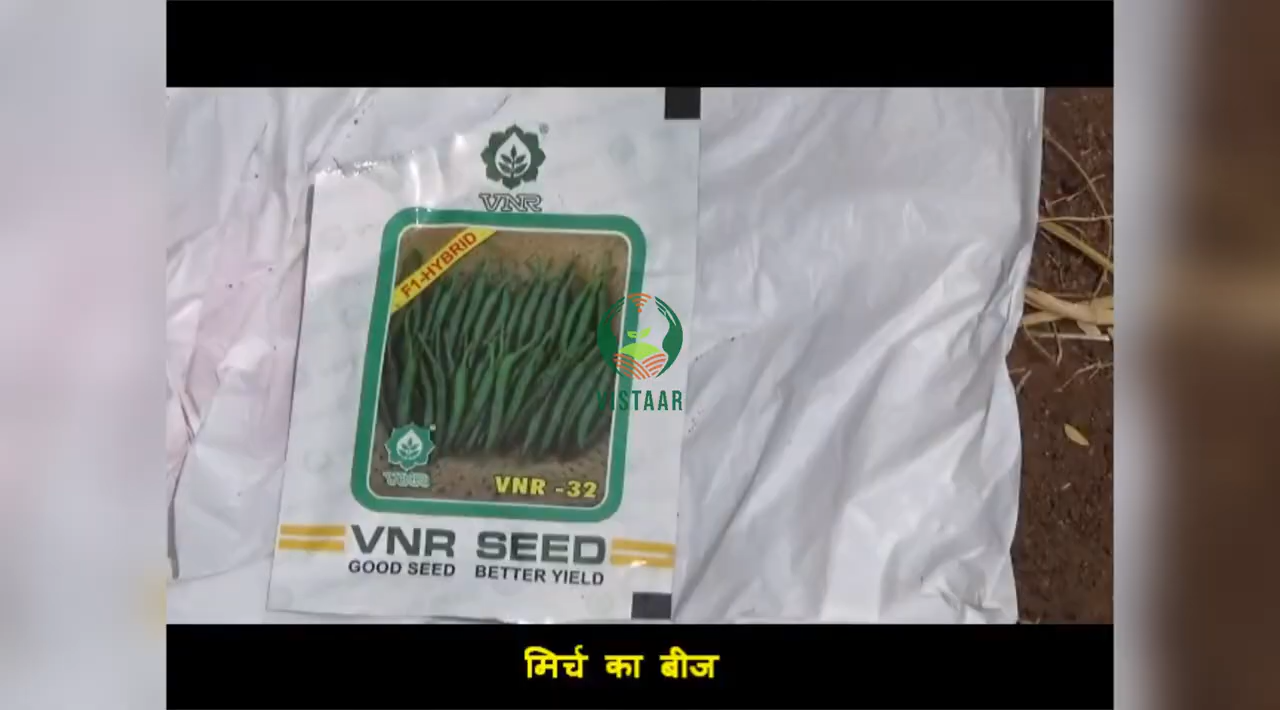 VNR
F1-HYBRID
VISTAAR
VNR
VNR -32
VNR SEED
GOOD SEED BETTER YIELD
मिर्च का बीज